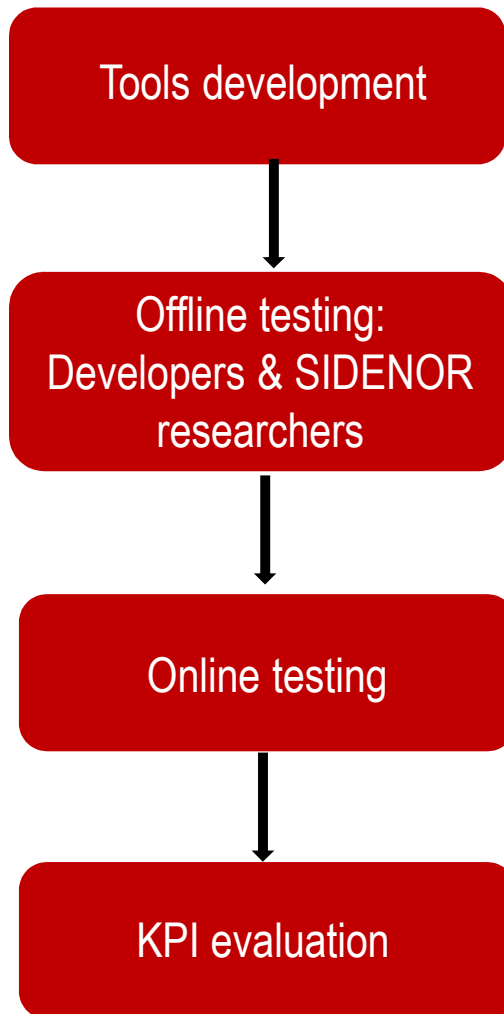 Tools development
Offline testing:
Developers & SIDENOR
researchers
Online testing
KPI evaluation